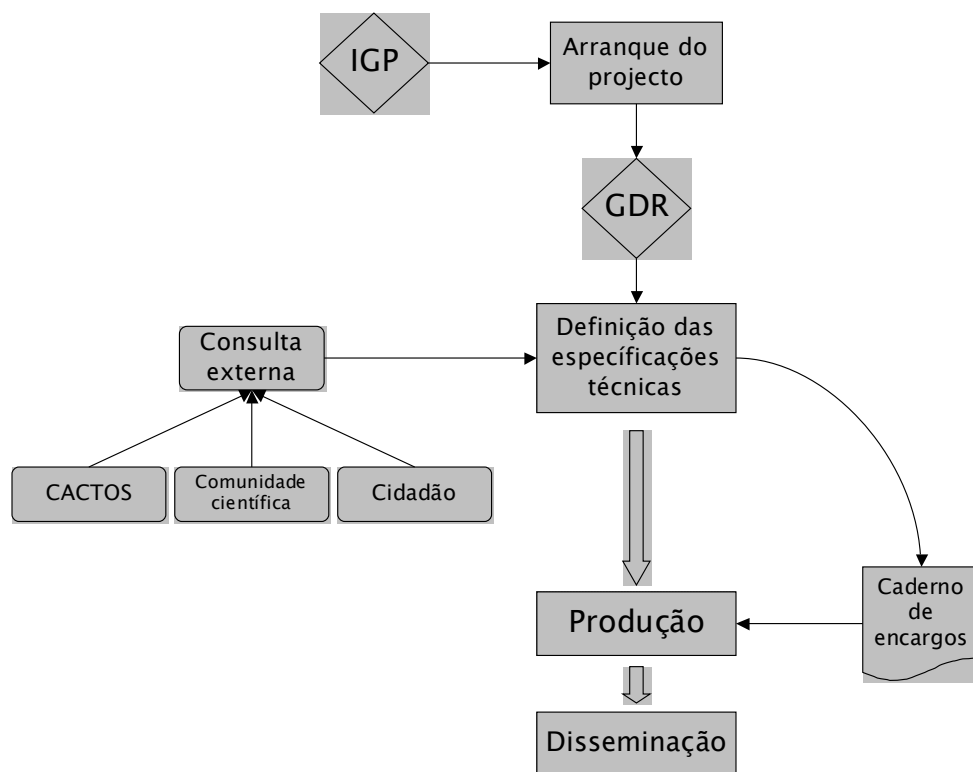 IGP
Arranque do
projecto
GDR
Definição das
específicações
técnicas
Consulta
externa
CACTOS
Comunidade
científica
Cidadão
Caderno
de
encargos
Produção
Disseminação